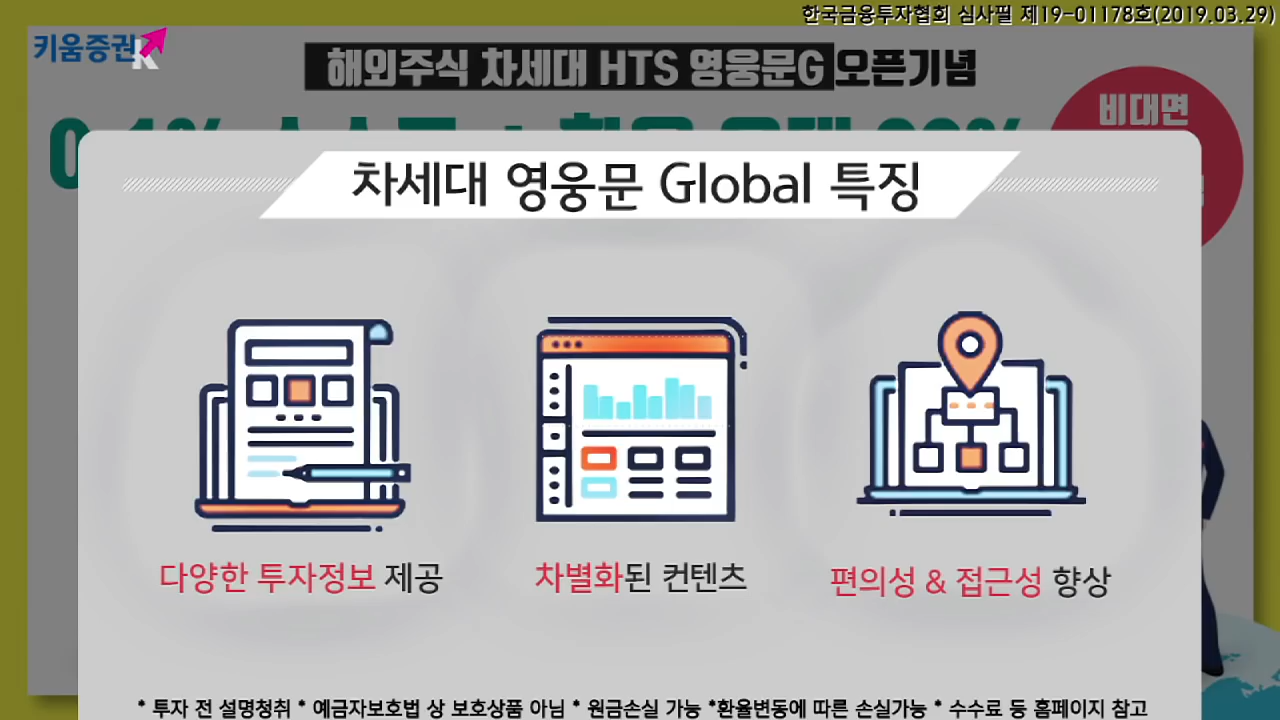 한국금융투자협회 심사필 제19-01178호(2019.03.29)
키움증권
해외주식 차세대 HTS 영웅문G 오픈기념
비대면
차세대 영웅문 Global 특징
다양한 투자정보 제공
차별화된 컨텐츠
편의성 & 접근성 향상
* 투자 전 설명청취 * 예금자보호법 상 보호상품 아님 * 원금손실 가능 *환율변동에 따른 손실가능 * 수수료 등 홈페이지 참고